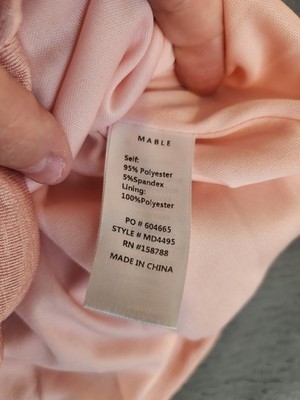 MABLE
Self:
95% Polyester
5%Spandex
Lining:
100%Polyester
PO # 604665
STYLE # MD4495
RN #158788
MADE IN CHINA